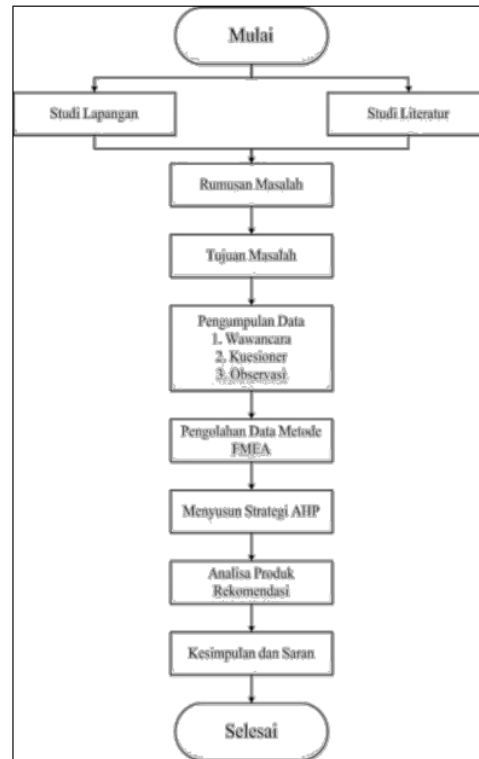 Mulai
Studi Lapangan
Studi Literatur
Rumusan Masalah
Tujuan Masalah
Pengumpulan Data
1. Wawancara
2. Kuesioner
3. Observasi
Pengolahan Data Metode
FMEA
Menyusun Strategi AHP
Analisa Produk
Rekomendasi
Kesimpulan dan Saran
Selesai